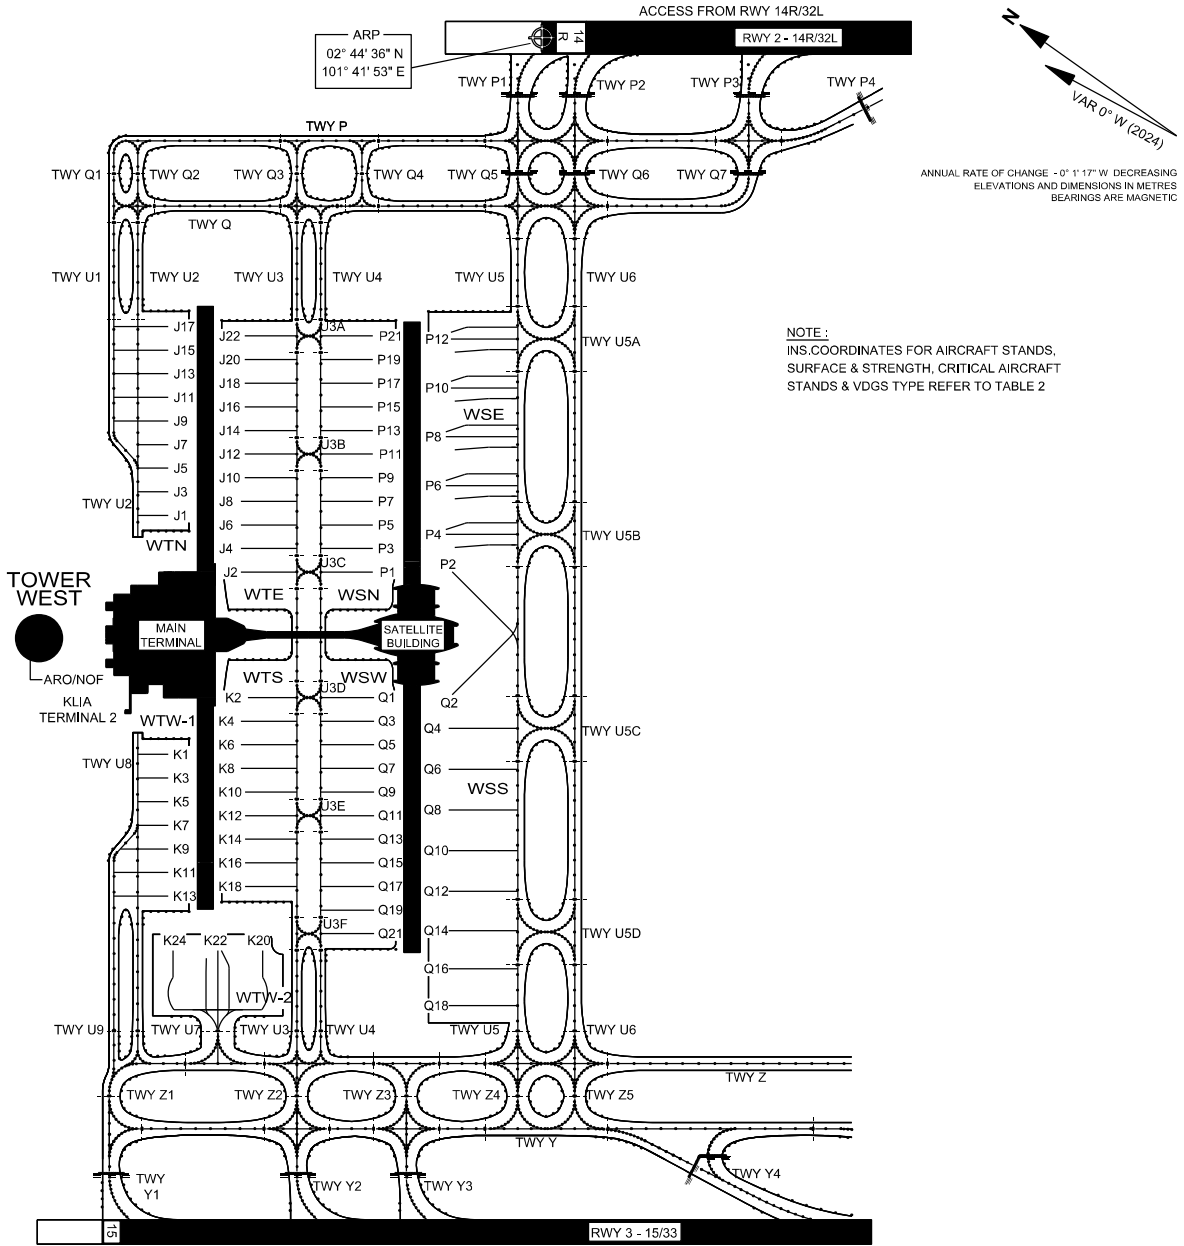 ACCESS FROM RWY 14R/32L
ARP
02° 44' 36" N
101° 41' 53" E
14
R
RWY 2 - 14R/32L
N
VAR 0° W (2024)
ANNUAL RATE OF CHANGE - 0° 1' 17" W DECREASING
ELEVATIONS AND DIMENSIONS IN METRES
BEARINGS ARE MAGNETIC
TWY P1
TWY P2
TWY P3
TWY P4
TWY P
TWY Q1
TWY Q2
TWY Q3
TWY Q4
TWY Q5
TWY Q6
TWY Q7
TWY Q
TWY U1
TWY U2
TWY U3
TWY U4
TWY U5
TWY U6
NOTE :
INS.COORDINATES FOR AIRCRAFT STANDS,
SURFACE & STRENGTH, CRITICAL AIRCRAFT
STANDS & VDGS TYPE REFER TO TABLE 2
J17
J15
J13
J11
J9
J7
J5
J3
J1
TWY U2
WTN
J22
J20
J18
J16
J14
J12
J10
J8
J6
J4
J2
WTE
U3A
U3B
U3C
P21
P19
P17
P15
P13
P11
P9
P7
P5
P3
P1
WSN
P12
P10
WSE
P8
P6
P4
P2
TWY U5A
TWY U5B
TOWER
WEST
ARO/NOF
KLIA
TERMINAL 2
MAIN
TERMINAL
SATELLITE
BUILDING
WTW-1
TWY U8
K1
K3
K5
K7
K9
K11
K13
WTS
K2
K4
K6
K8
K10
K12
K14
K16
K18
U3D
U3E
U3F
WSW
Q1
Q3
Q5
Q7
Q9
Q11
Q13
Q15
Q17
Q19
Q21
Q2
Q4
Q6
WSS
Q8
Q10
Q12
Q14
Q16
Q18
TWY U5C
TWY U5D
K24
K22
K20
WTW-2
TWY U9
TWY U7
TWY U3
TWY U4
TWY U5
TWY U6
TWY Z
TWY Z1
TWY Z2
TWY Z3
TWY Z4
TWY Z5
TWY Y
TWY
Y1
TWY Y2
TWY Y3
TWY Y4
15
RWY 3 - 15/33